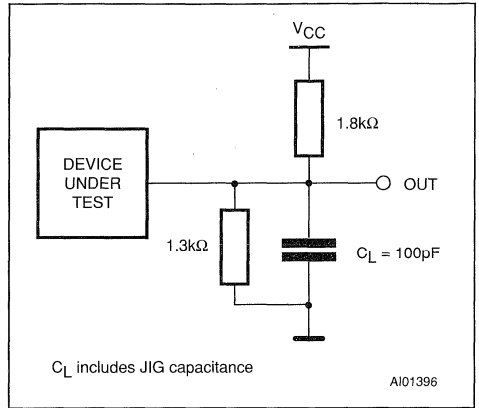 VCC
1.8kΩ
DEVICE
UNDER
TEST
OUT
1.3kΩ
CL = 100pF
CL includes JIG capacitance
AI01396